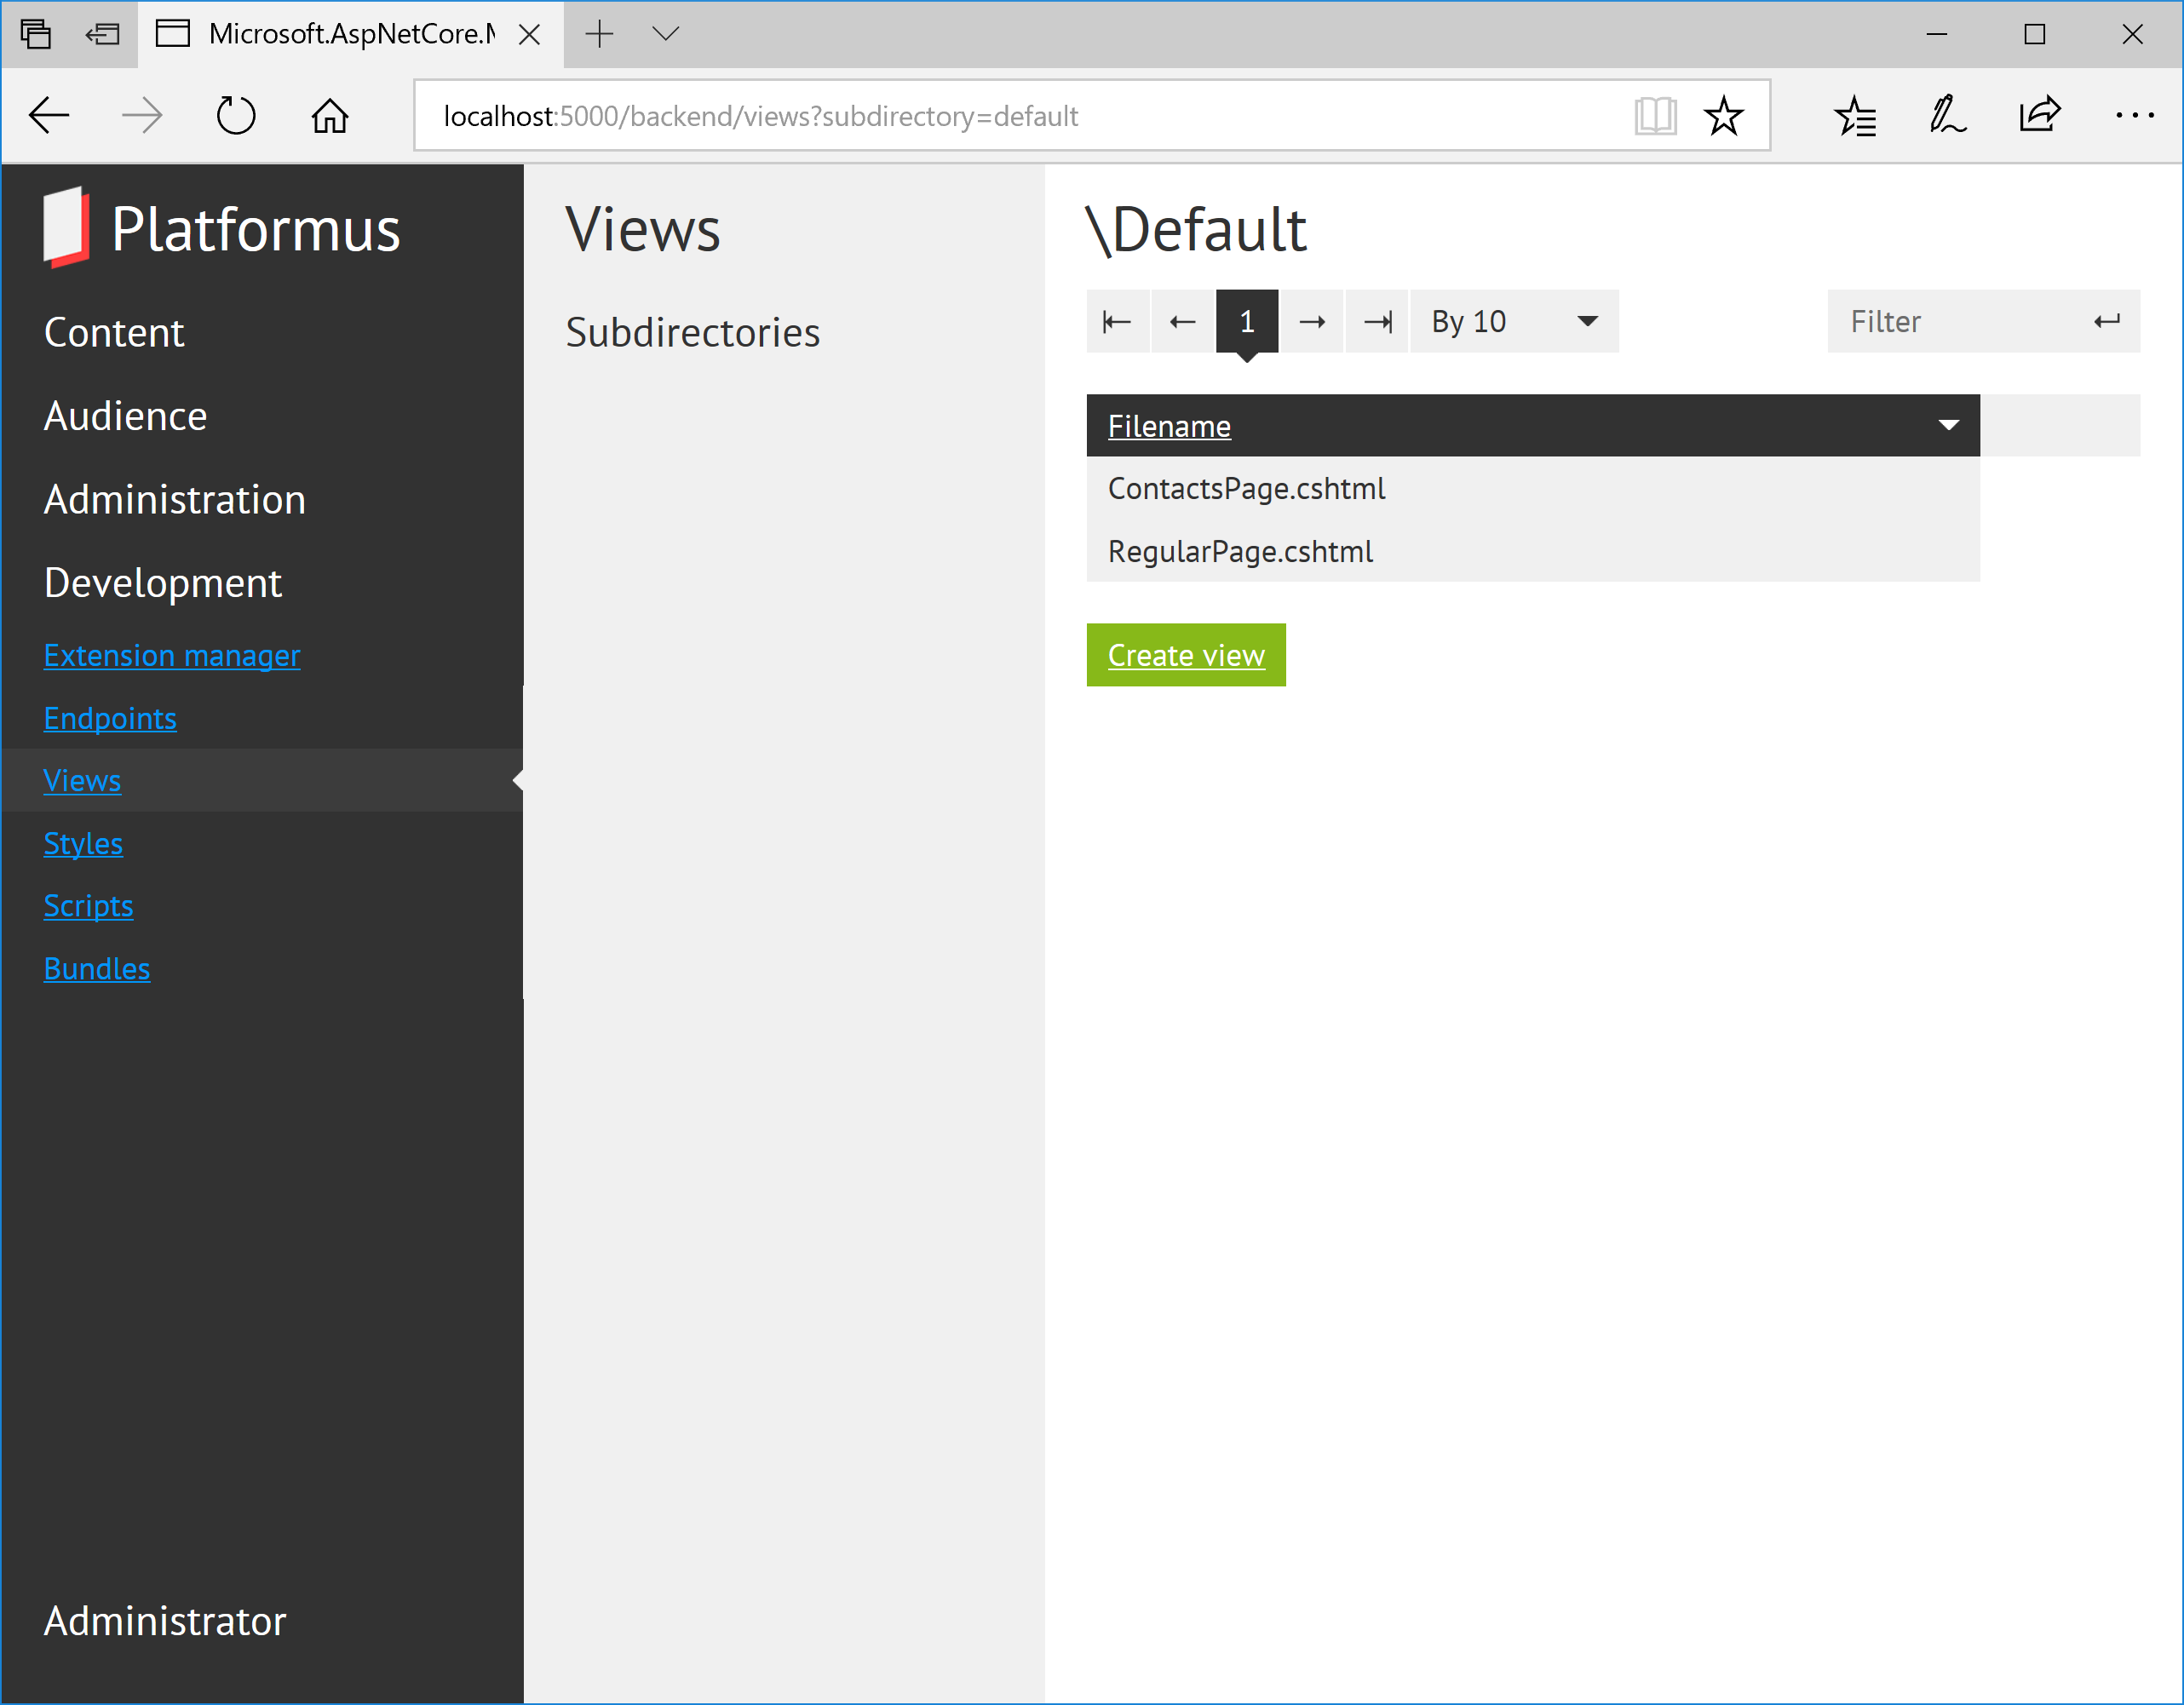 Microsoft.AspNetCore.M
localhost:5000/backend/views?subdirectory=default
Platformus
Content
Audience
Administration
Development
Extension manager
Endpoints
Views
Styles
Scripts
Bundles
Administrator
Views
Subdirectories
\Default
1
By 10
Filter
Filename
ContactsPage.cshtml
RegularPage.cshtml
Create view